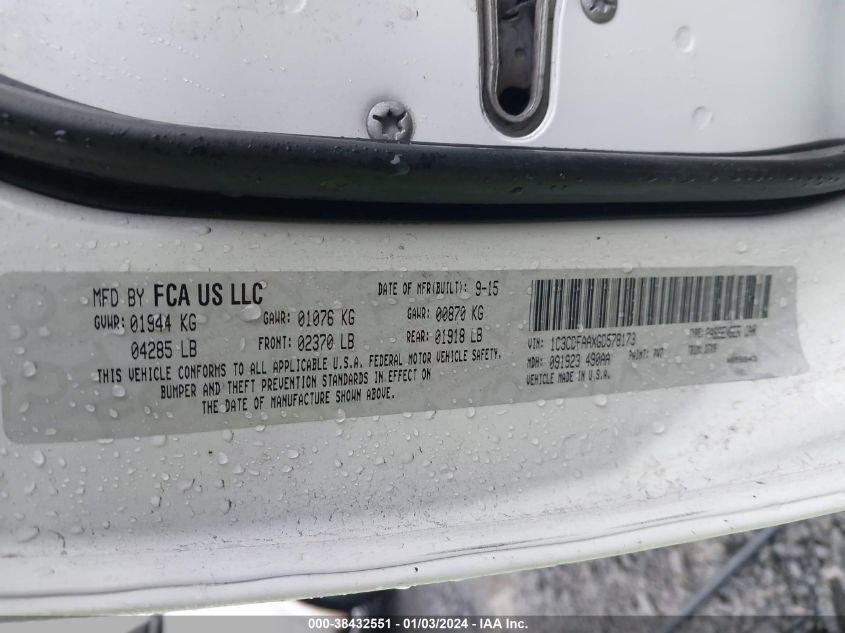 MFD BY FCA US LLC
DATE OF MFR(BUILT): 9-15
GVWR: 01944 KG
GAWR: 01076 KG
GAWR: 00870 KG
04285 LB
FRONT: 02370 LB
REAR: 01918 LB
THIS VEHICLE CONFORMS TO ALL APPLICABLE U.S.A. FEDERAL MOTOR VEHICLE SAFETY,
BUMPER AND THEFT PREVENTION STANDARDS IN EFFECT ON
THE DATE OF MANUFACTURE SHOWN ABOVE.
VIN: 1C3CDFAAXGD578173
TYPE: PASSENGER CAR
MDH: 091923 490AA
PAINT: PW7
TRIM:
VEHICLE MADE IN U.S.A.
000-38432551 - 01/03/2024 - IAA Inc.